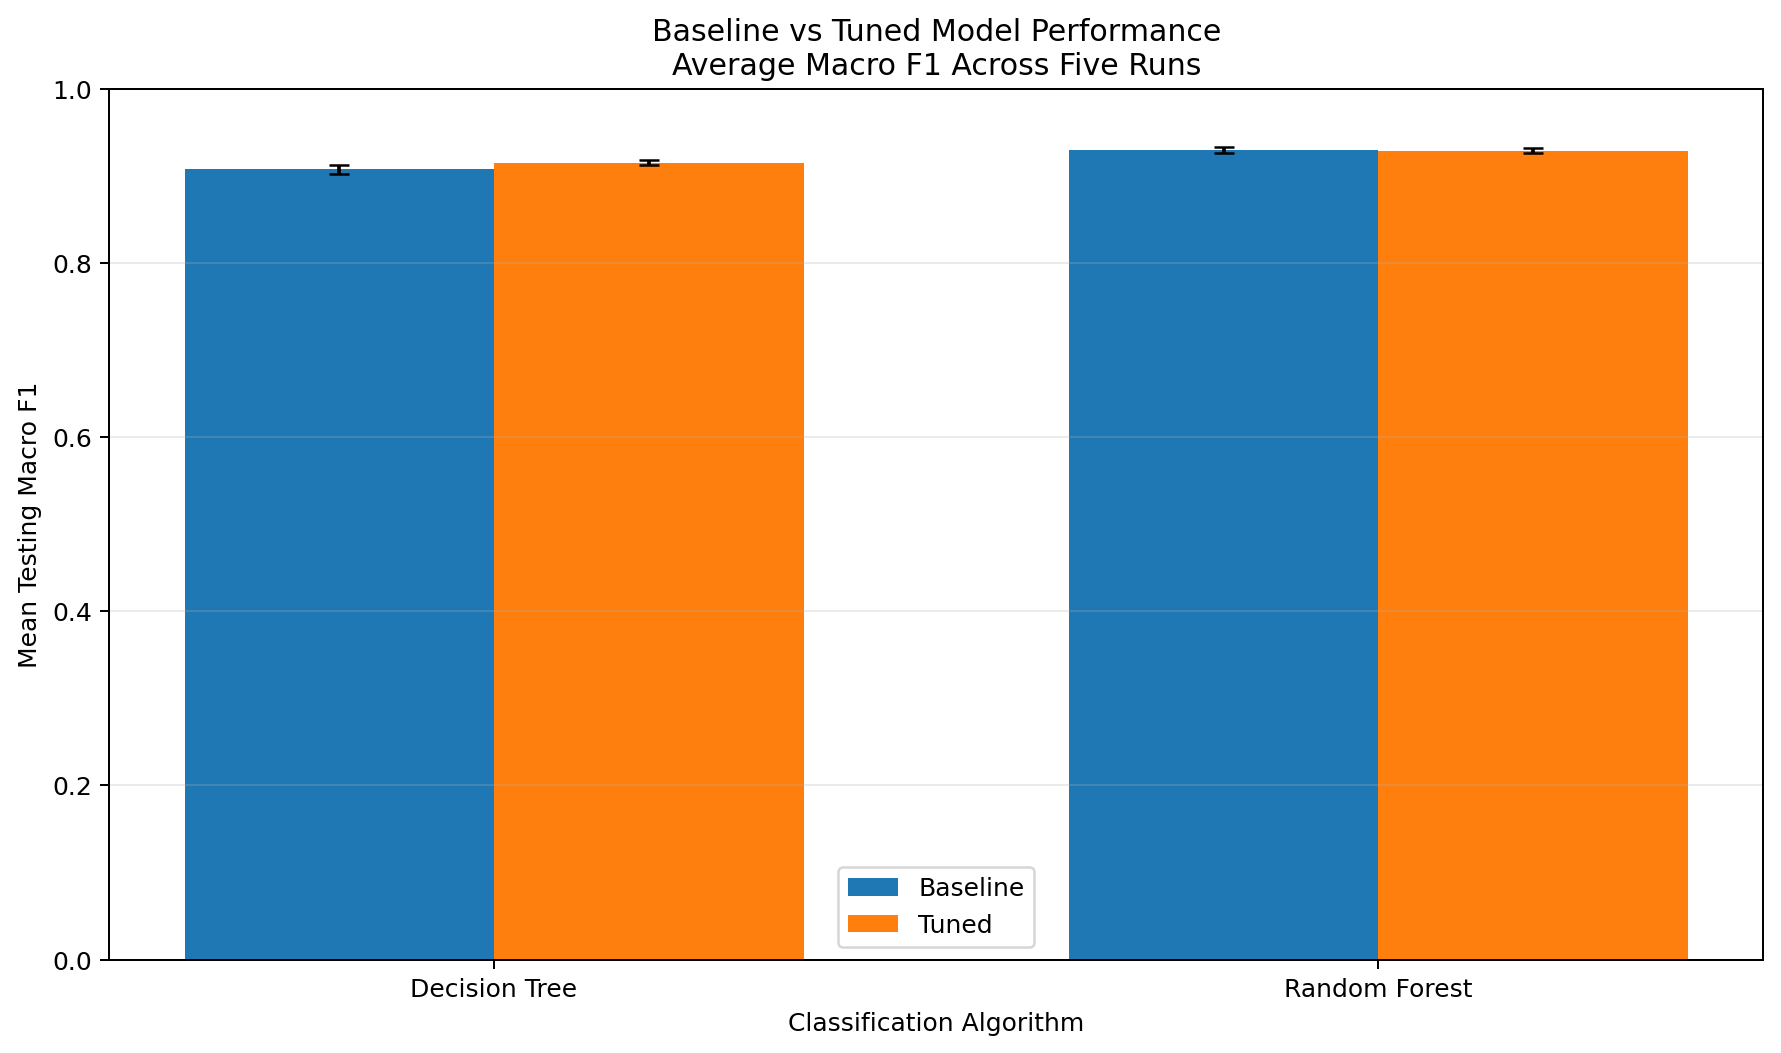 Baseline vs Tuned Model Performance
Average Macro F1 Across Five Runs
Mean Testing Macro F1
1.0
0.8
0.6
0.4
0.2
0.0
Baseline
Tuned
Decision Tree
Random Forest
Classification Algorithm